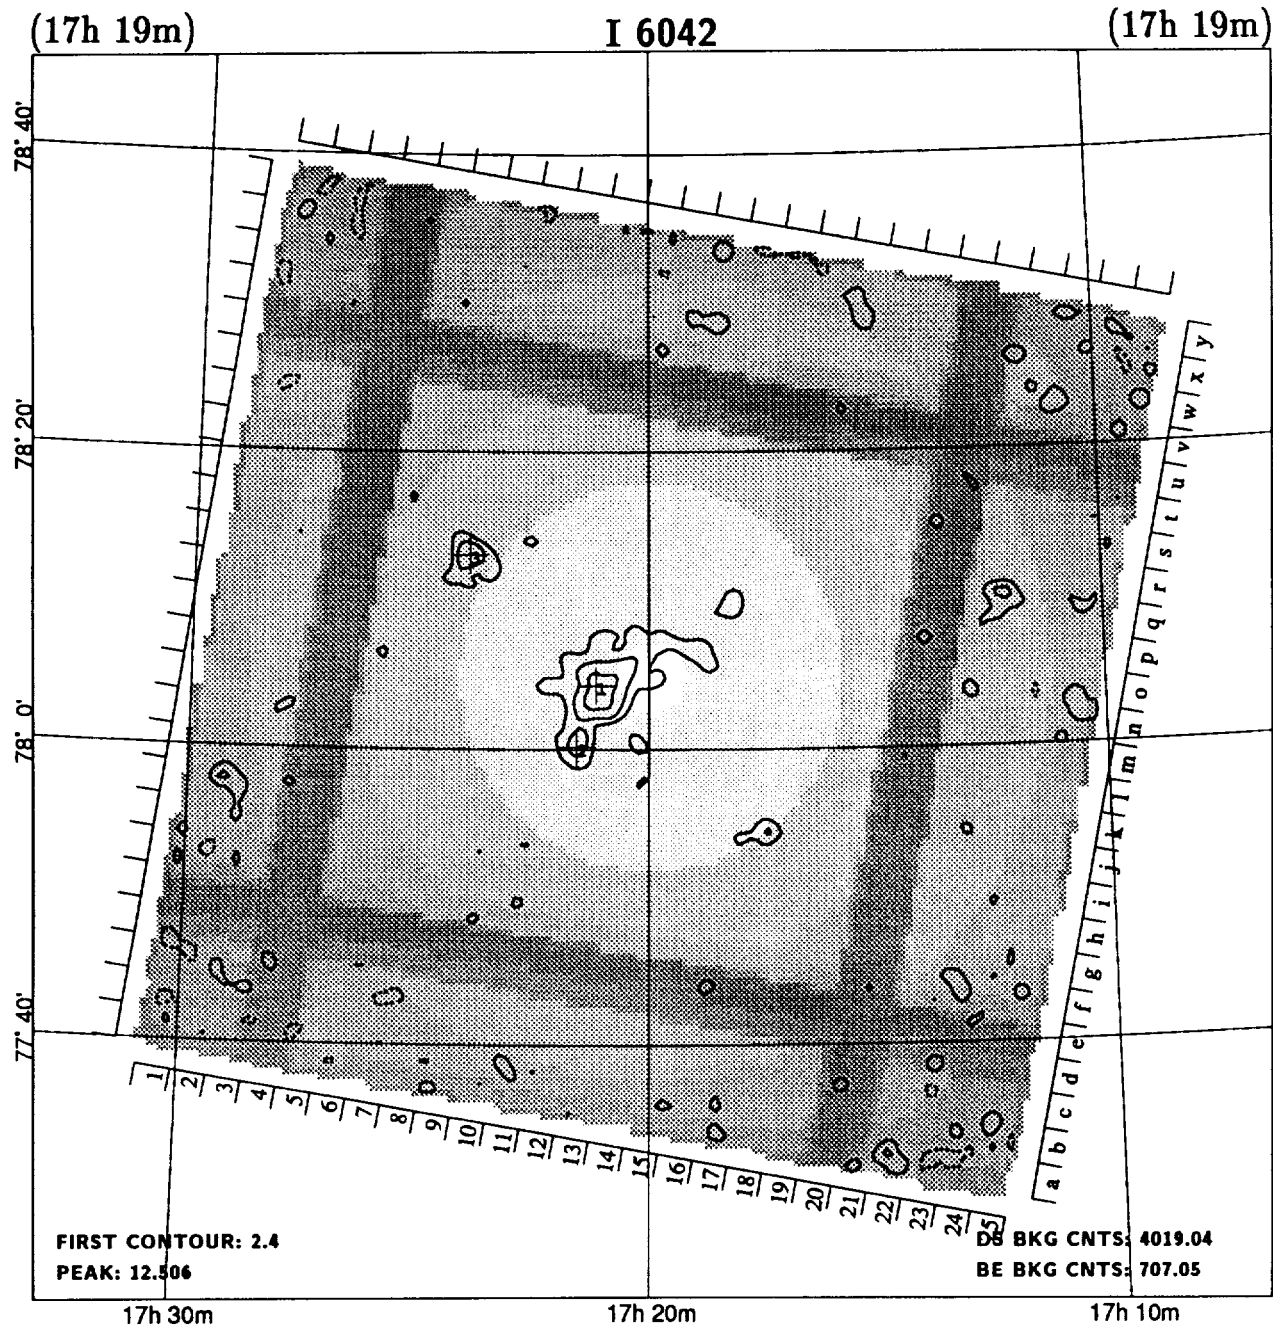 (17h 19m) I 6042 (17h 19m)
78° 40'
78° 20'
78° 0'
77° 40'
y
x
w
v
u
t
s
r
q
p
o
n
m
l
k
j
i
h
g
f
e
d
c
b
a
1 2 3 4 5 6 7 8 9 10 11 12 13 14 15 16 17 18 19 20 21 22 23 24 25
FIRST CONTOUR: 2.4 DS BKG CNTS: 4019.04
PEAK: 12.506 BE BKG CNTS: 707.05
17h 30m 17h 20m 17h 10m